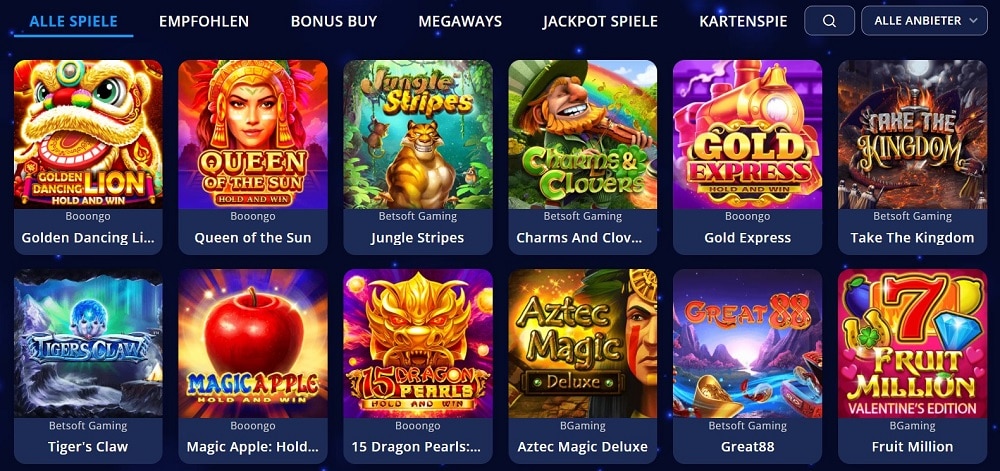 ALLE SPIELE EMPFOHLEN BONUS BUY MEGAWAYS JACKPOT SPIELE KARTENSPIE ALLE ANBIETER
GOLDEN
DANCING LION
HOLD AND WIN
Booongo
Golden Dancing Li...
QUEEN
OF THE SUN
HOLD AND WIN
Booongo
Queen of the Sun
Jungle
Stripes
Betsoft Gaming
Jungle Stripes
Charms &
Clovers
Betsoft Gaming
Charms And Clov...
GOLD
EXPRESS
HOLD AND WIN
Booongo
Gold Express
TAKE THE
KINGDOM
Betsoft Gaming
Take The Kingdom
TIGER'S CLAW
Betsoft Gaming
Tiger's Claw
MAGIC APPLE
HOLD AND WIN
Booongo
Magic Apple: Hold...
15 DRAGON
PEARLS
HOLD AND WIN
Booongo
15 Dragon Pearls:...
Aztec
Magic
Deluxe
BGaming
Aztec Magic Deluxe
GREAT 88
Betsoft Gaming
Great88
7
FRUIT
MILLION
VALENTINE'S EDITION
BGaming
Fruit Million